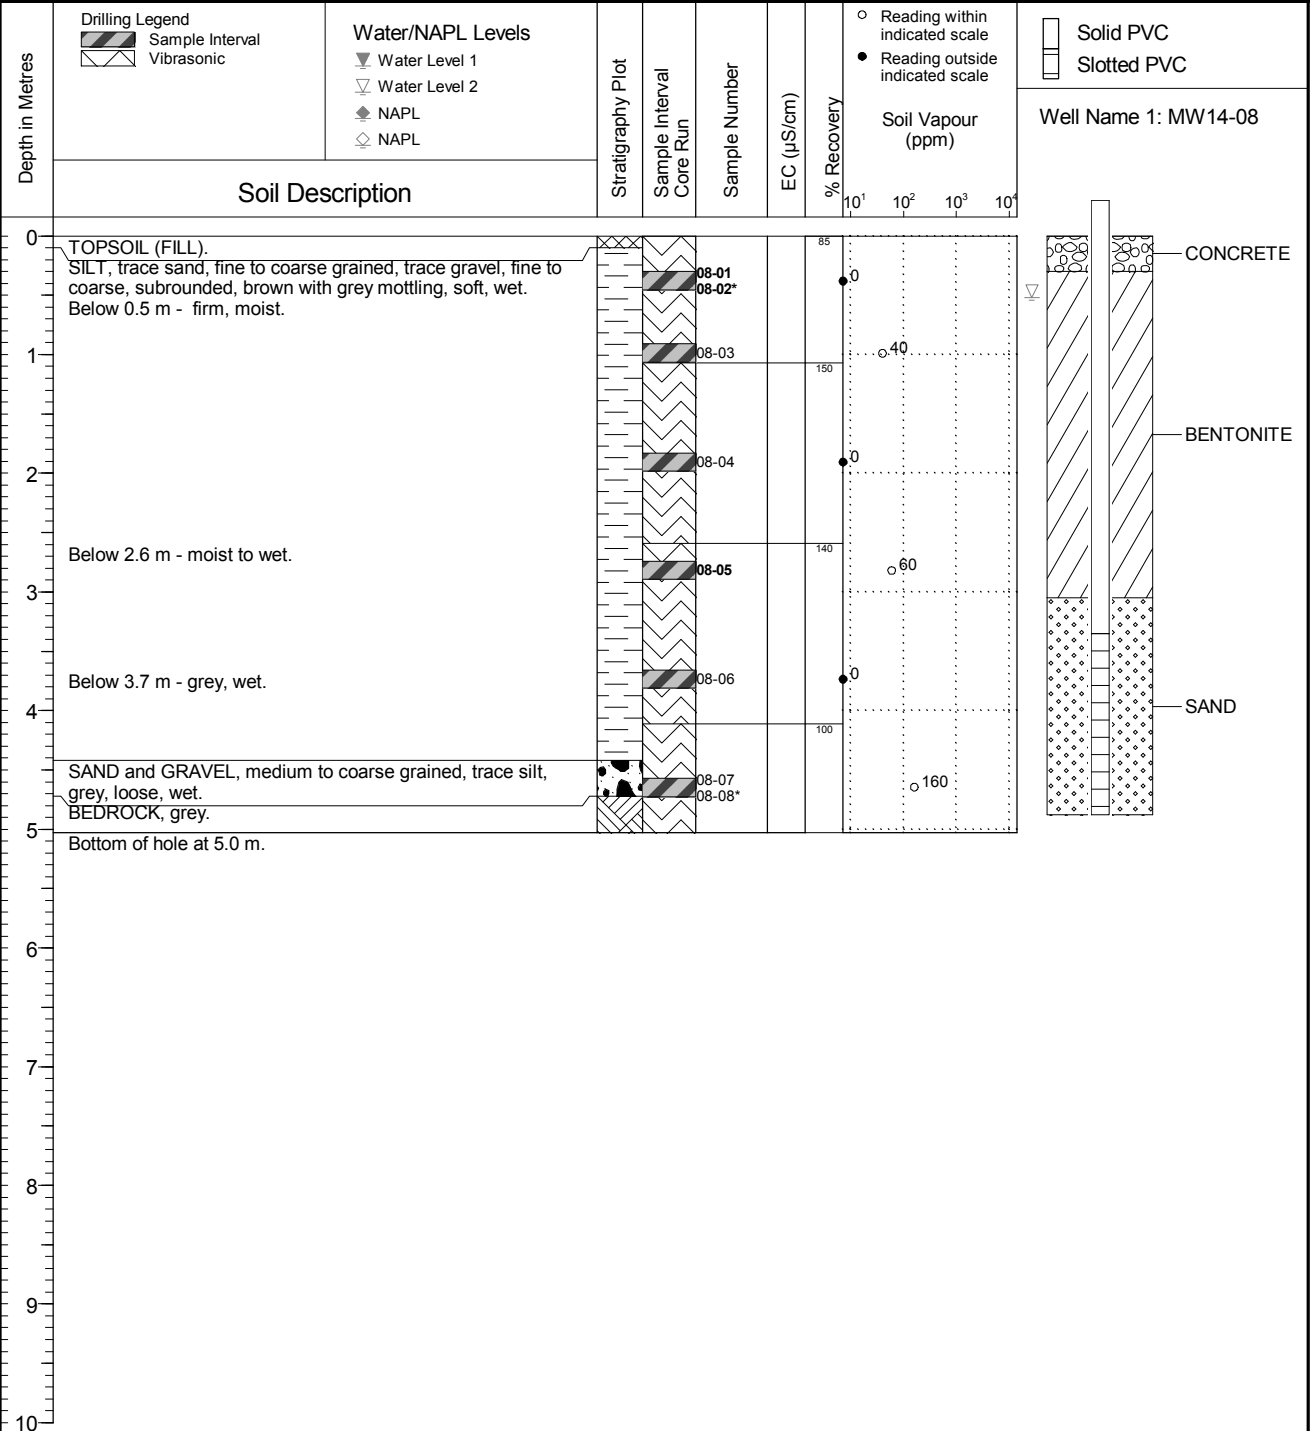 Drilling Legend
Sample Interval
Vibrasonic
Water/NAPL Levels
Water Level 1
Water Level 2
NAPL
NAPL
Depth in Metres
Soil Description
Stratigraphy Plot
Sample Interval
Core Run
Sample Number
EC (µS/cm)
% Recovery
Reading within
indicated scale
Reading outside
indicated scale
Soil Vapour
(ppm)
10¹ 10² 10³ 10⁴
Solid PVC
Slotted PVC
Well Name 1: MW14-08
0
TOPSOIL (FILL).
85
CONCRETE
SILT, trace sand, fine to coarse grained, trace gravel, fine to
coarse, subrounded, brown with grey mottling, soft, wet.
08-01
08-02*
0
Below 0.5 m -  firm, moist.
1
08-03
40
150
BENTONITE
08-04
0
2
Below 2.6 m - moist to wet.
140
08-05
60
3
Below 3.7 m - grey, wet.
08-06
0
SAND
4
100
SAND and GRAVEL, medium to coarse grained, trace silt,
grey, loose, wet.
08-07
08-08*
160
BEDROCK, grey.
5
Bottom of hole at 5.0 m.
6
7
8
9
10